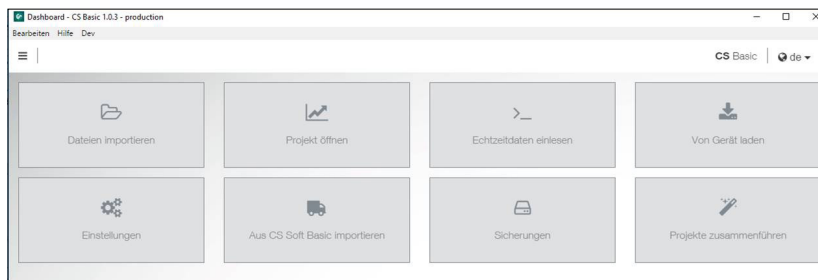 Dashboard - CS Basic 1.0.3 - production
Bearbeiten Hilfe Dev
CS Basic de
Dateien importieren Projekt öffnen Echtzeitdaten einlesen Von Gerät laden
Einstellungen Aus CS Soft Basic importieren Sicherungen Projekte zusammenführen